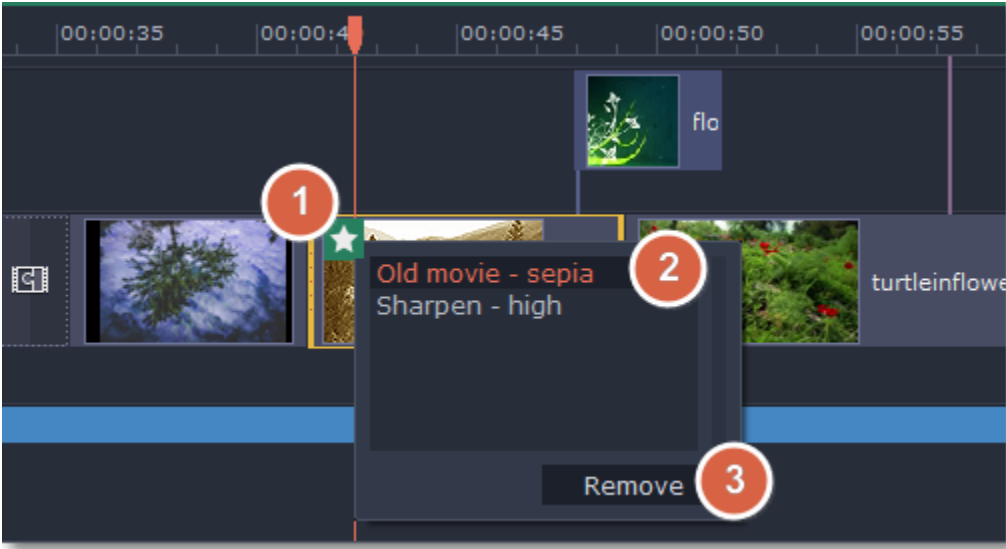 00:00:35
00:00:4
00:00:45
00:00:50
00:00:55
flo
1
Old movie - sepia
2
Sharpen - high
turtleinflowe
Remove
3